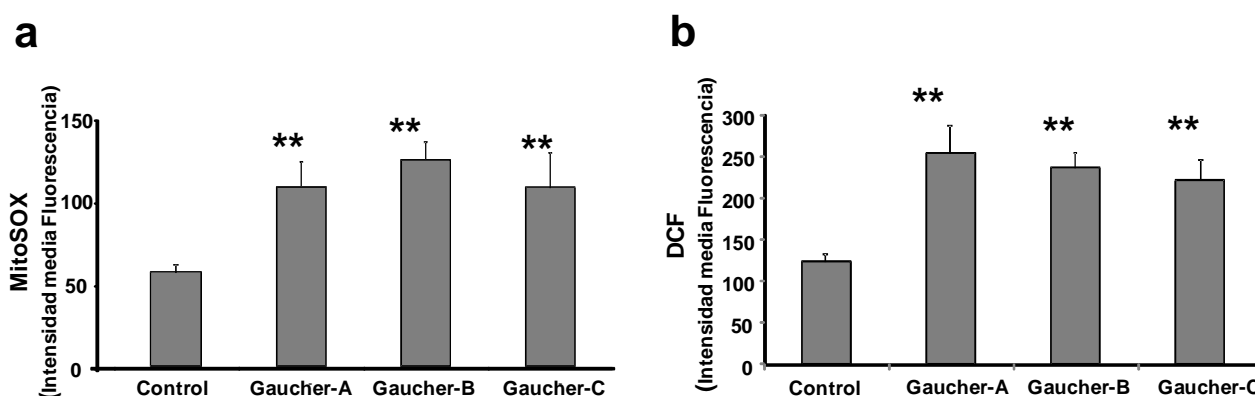 a
MitoSOX
(Intensidad media Fluorescencia)
150
100
50
0
**
**
**
Control
Gaucher-A
Gaucher-B
Gaucher-C
b
DCF
(Intensidad media Fluorescencia)
300
250
200
150
100
50
0
**
**
**
Control
Gaucher-A
Gaucher-B
Gaucher-C